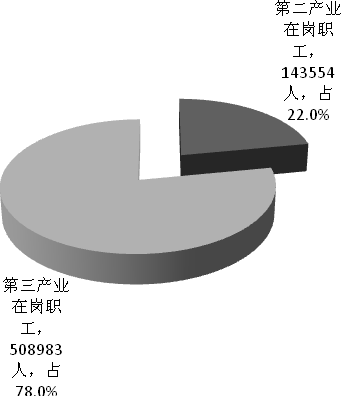 第二产业
在岗职
工，
143554
人，占
22.0%
第三产业
在岗职
工，
508983
人，占
78.0%